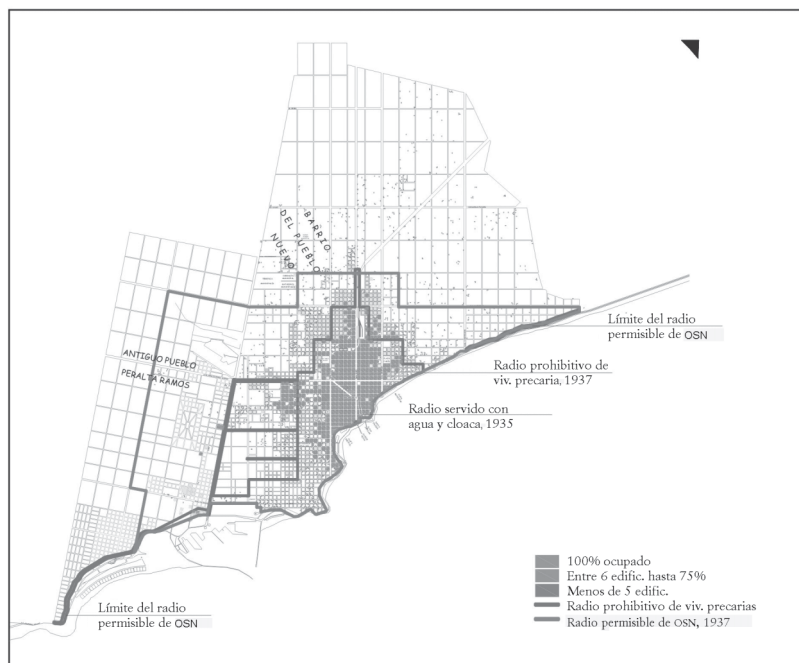 BARRIO
DEL PUEBLO
NUEVO
ANTIGUO PUEBLO
PERALTA RAMOS
Límite del radio
permisible de OSN
Radio prohibitivo de
viv. precaria, 1937
Radio servido con
agua y cloaca, 1935
100% ocupado
Entre 6 edific. hasta 75%
Menos de 5 edific.
Radio prohibitivo de viv. precarias
Radio permisible de OSN, 1937
Límite del radio
permisible de OSN